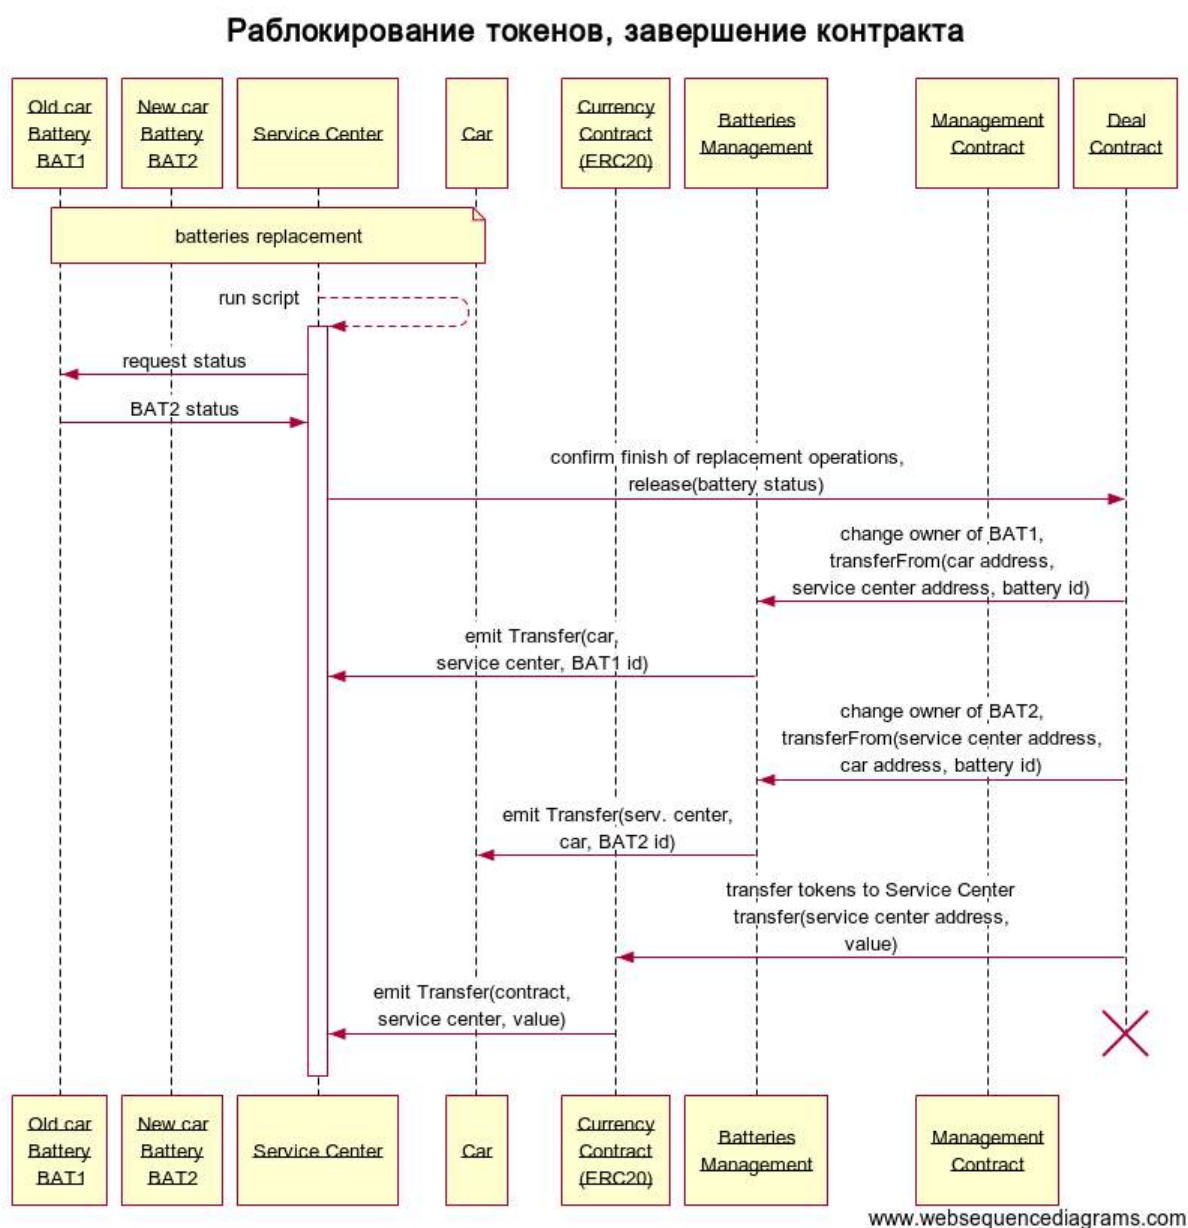 Раблокирование токенов, завершение контракта
Old car
Battery
BAT1
New car
Battery
BAT2
Service Center
Car
Currency
Contract
(ERC20)
Batteries
Management
Management
Contract
Deal
Contract
batteries replacement
run script
request status
BAT2 status
confirm finish of replacement operations,
release(battery status)
change owner of BAT1,
transferFrom(car address,
service center address, battery id)
emit Transfer(car,
service center, BAT1 id)
change owner of BAT2,
transferFrom(service center address,
car address, battery id)
emit Transfer(serv. center,
car, BAT2 id)
transfer tokens to Service Center
transfer(service center address,
value)
emit Transfer(contract,
service center, value)
Old car
Battery
BAT1
New car
Battery
BAT2
Service Center
Car
Currency
Contract
(ERC20)
Batteries
Management
Management
Contract
www.websequencediagrams.com